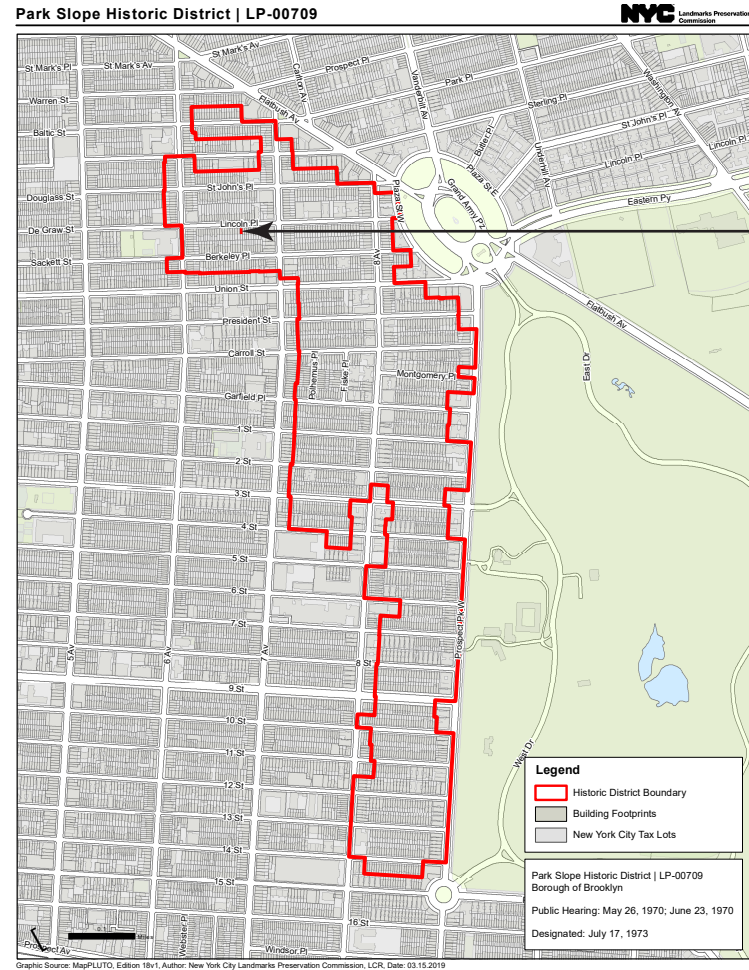 Park Slope Historic District | LP-00709
NYC Landmarks Preservation
Commission
St Mark's Av
St Mark's Pl
St Mark's Av
Carlton Av
Prospect Pl
Vanderbilt Av
Park Pl
Washington Av
Warren St
Flatbush Av
Sterling Pl
Baltic St
St John's Pl
Butler Pl
Underhill Av
Lincoln Pl
Lincoln Pl
Plaza St E
St John's Pl
Plaza St W
Grand Army Pz
Douglass St
Eastern Py
Lincoln Pl
De Graw St
Berkeley Pl
8 Av
Sackett St
Union St
Flatbush Av
President St
Carroll St
East Dr
Polhemus Pl
Fiske Pl
Montgomery Pl
Garfield Pl
1 St
2 St
3 St
4 St
5 St
6 St
7 St
Prospect Pk W
5 Av
6 Av
7 Av
8 St
9 St
10 St
11 St
West Dr
12 St
13 St
14 St
15 St
16 St
Webster Pl
Windsor Pl
Prospect Av
0.1
Miles
Legend
Historic District Boundary
Building Footprints
New York City Tax Lots
Park Slope Historic District | LP-00709
Borough of Brooklyn
Public Hearing: May 26, 1970; June 23, 1970
Designated: July 17, 1973
Graphic Source: MapPLUTO, Edition 18v1, Author: New York City Landmarks Preservation Commission, LCR, Date: 03.15.2019